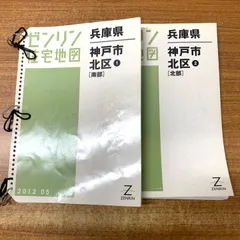 ゼンリン
住宅地図
兵庫県
神戸市
北区 1
[南部]
2012 05
Z
ZENRIN
兵庫県
神戸市
北区 2
[北部]
Z
ZENRIN